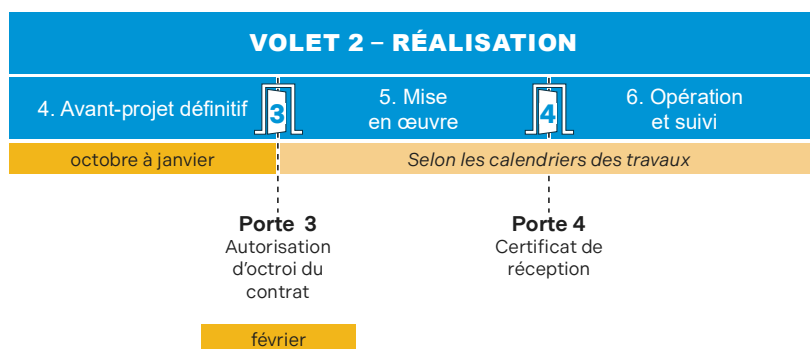 VOLET 2 – RÉALISATION
4. Avant-projet définitif
3
5. Mise
en œuvre
4
6. Opération
et suivi
octobre à janvier
Selon les calendriers des travaux
Porte 3
Autorisation
d'octroi du
contrat
Porte 4
Certificat de
réception
février